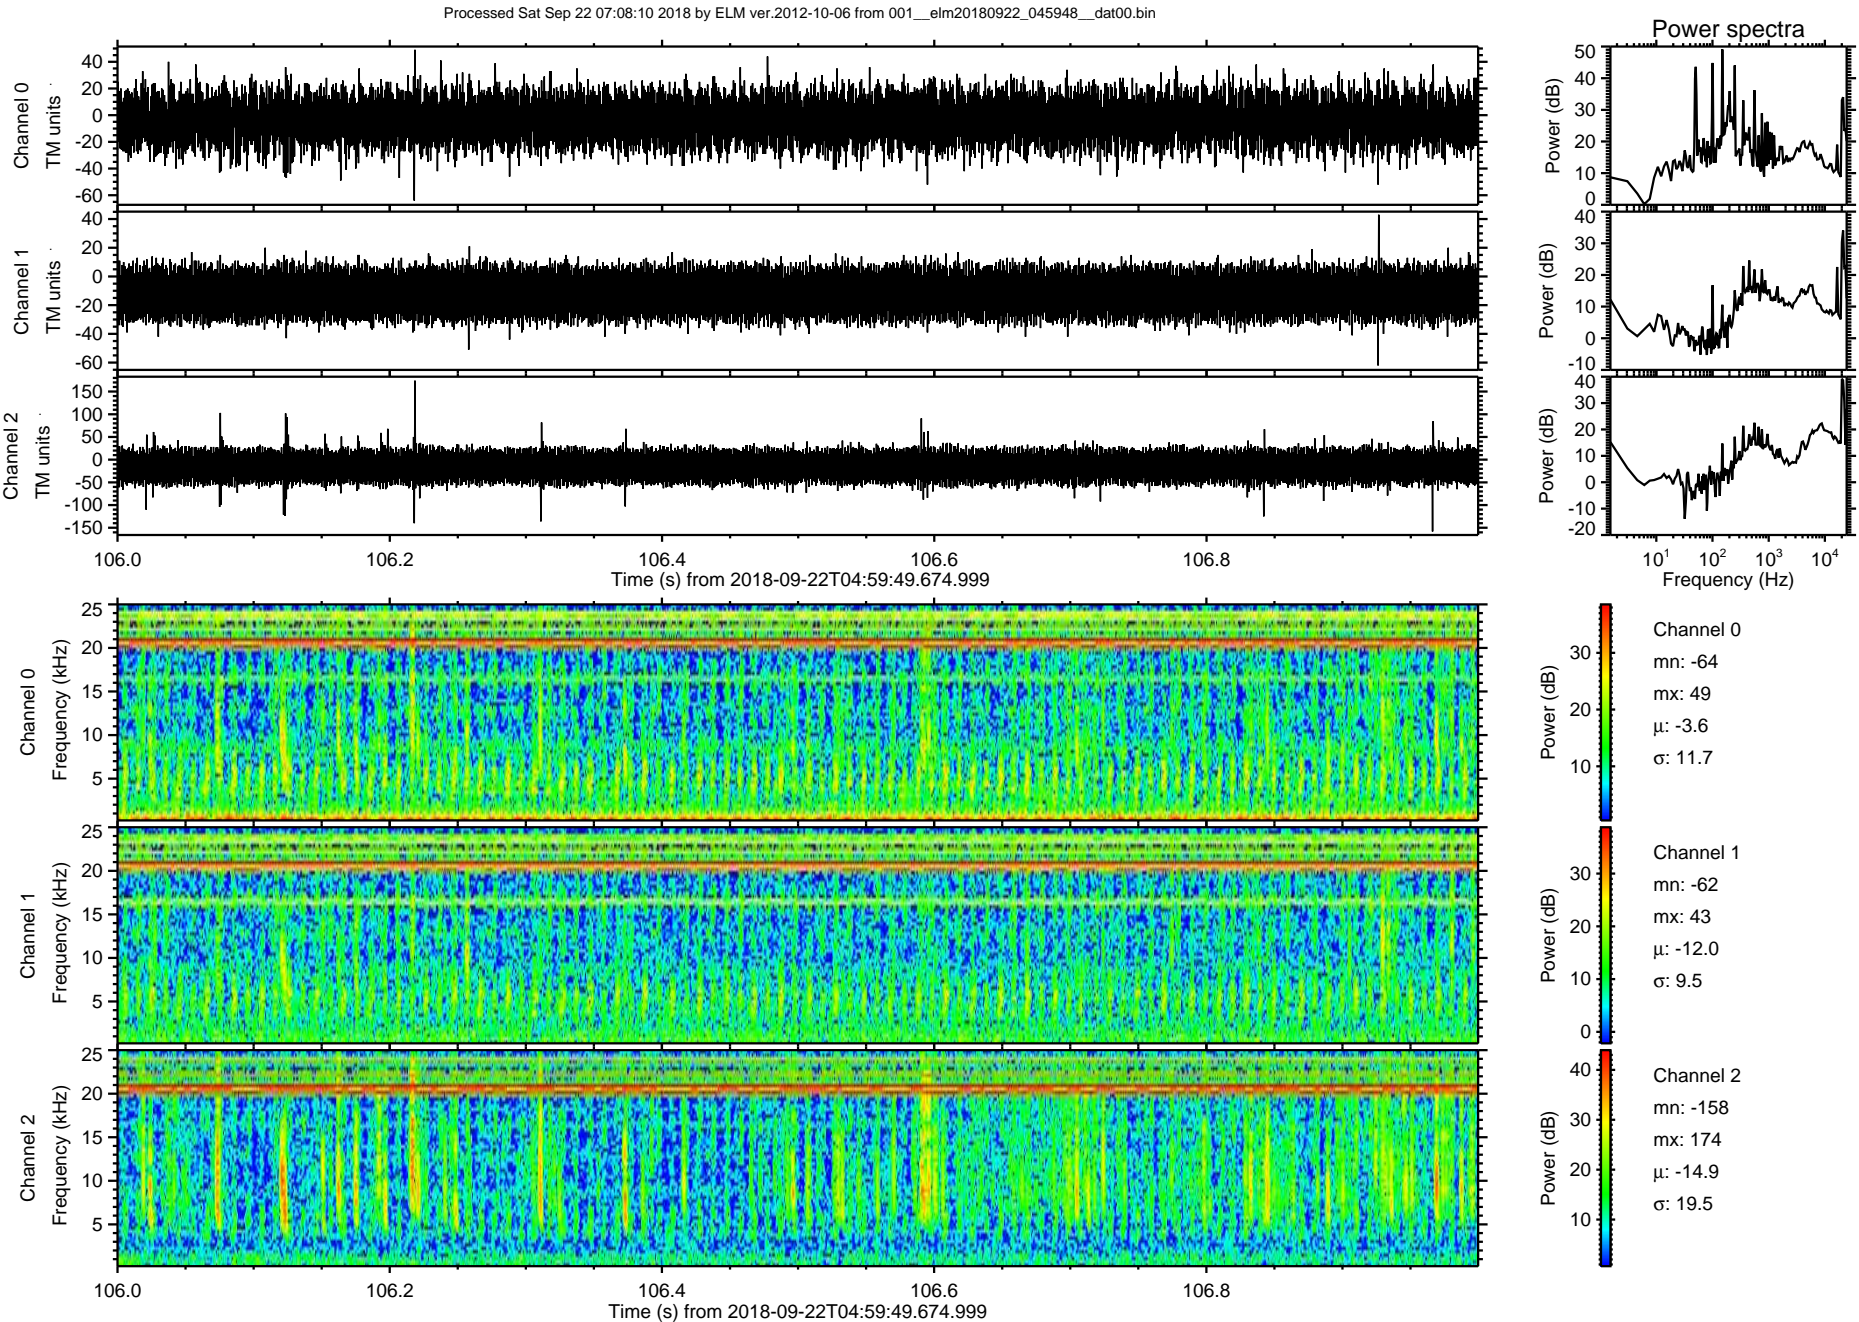 Processed Sat Sep 22 07:08:10 2018 by ELM ver.2012-10-06 from 001__elm20180922_045948__dat00.bin
Power spectra
Channel 0
TM units
40
20
0
-20
-40
-60
Power (dB)
50
40
30
20
10
0
Channel 1
TM units
40
20
0
-20
-40
-60
Power (dB)
40
30
20
10
0
-10
Channel 2
TM units
150
100
50
0
-50
-100
-150
Power (dB)
40
30
20
10
0
-10
-20
106.0 106.2 106.4 106.6 106.8
Time (s) from 2018-09-22T04:59:49.674.999
10¹ 10² 10³ 10⁴
Frequency (Hz)
Channel 0
Frequency (kHz)
25
20
15
10
5
Power (dB)
30
20
10
Channel 0
mn: -64
mx: 49
µ: -3.6
σ: 11.7
Channel 1
Frequency (kHz)
25
20
15
10
5
Power (dB)
30
20
10
0
Channel 1
mn: -62
mx: 43
µ: -12.0
σ: 9.5
Channel 2
Frequency (kHz)
25
20
15
10
5
Power (dB)
40
30
20
10
Channel 2
mn: -158
mx: 174
µ: -14.9
σ: 19.5
106.0 106.2 106.4 106.6 106.8
Time (s) from 2018-09-22T04:59:49.674.999